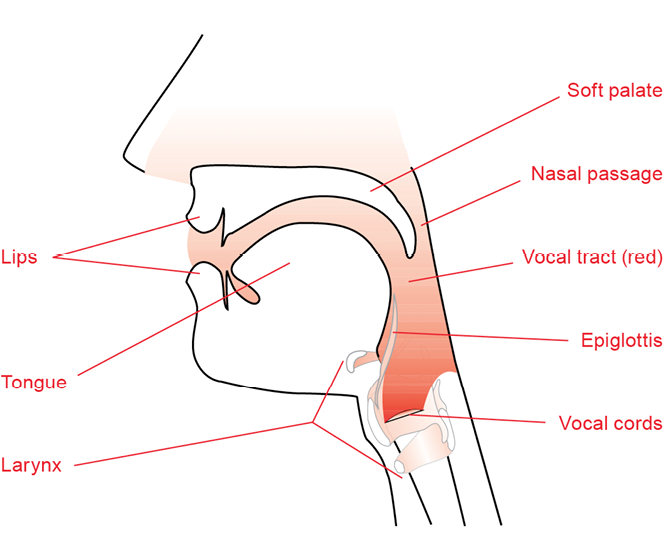 Soft palate
Nasal passage
Lips
Vocal tract (red)
Epiglottis
Tongue
Vocal cords
Larynx